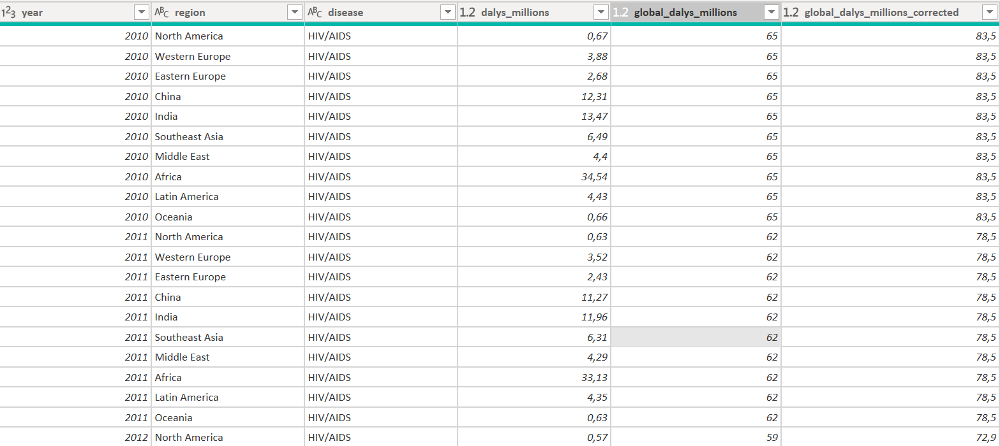 1²3 year ABC region ABC disease 1.2 dalys_millions 1.2 global_dalys_millions 1.2 global_dalys_millions_corrected
2010 North America HIV/AIDS 0,67 65 83,5
2010 Western Europe HIV/AIDS 3,88 65 83,5
2010 Eastern Europe HIV/AIDS 2,68 65 83,5
2010 China HIV/AIDS 12,31 65 83,5
2010 India HIV/AIDS 13,47 65 83,5
2010 Southeast Asia HIV/AIDS 6,49 65 83,5
2010 Middle East HIV/AIDS 4,4 65 83,5
2010 Africa HIV/AIDS 34,54 65 83,5
2010 Latin America HIV/AIDS 4,43 65 83,5
2010 Oceania HIV/AIDS 0,66 65 83,5
2011 North America HIV/AIDS 0,63 62 78,5
2011 Western Europe HIV/AIDS 3,52 62 78,5
2011 Eastern Europe HIV/AIDS 2,43 62 78,5
2011 China HIV/AIDS 11,27 62 78,5
2011 India HIV/AIDS 11,96 62 78,5
2011 Southeast Asia HIV/AIDS 6,31 62 78,5
2011 Middle East HIV/AIDS 4,29 62 78,5
2011 Africa HIV/AIDS 33,13 62 78,5
2011 Latin America HIV/AIDS 4,35 62 78,5
2011 Oceania HIV/AIDS 0,63 62 78,5
2012 North America HIV/AIDS 0,57 59 72,9